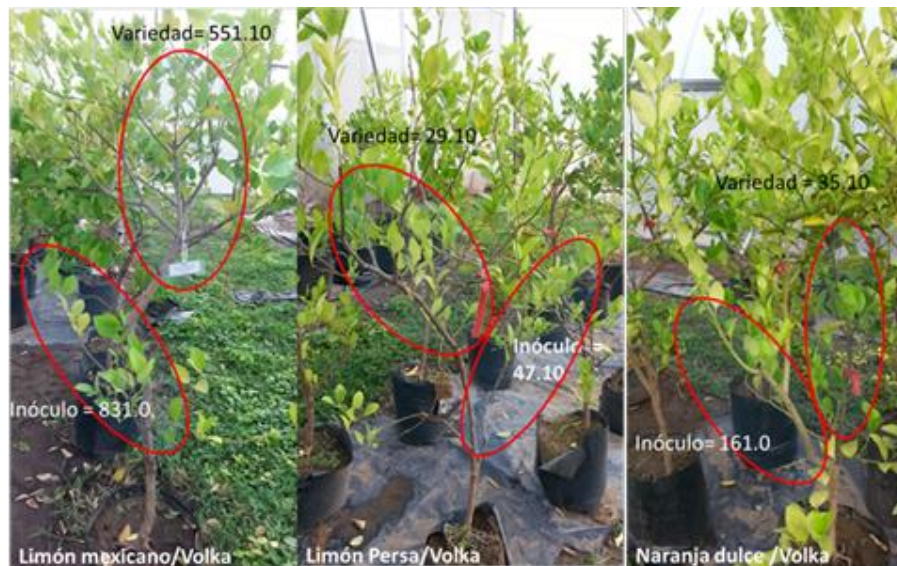 Variedad= 551.10
Inóculo = 831.0
Limón mexicano/Volka
Variedad= 29.10
Inóculo =
47.10
Limón Persa/Volka
Variedad = 35.10
Inóculo= 161.0
Naranja dulce /Volka